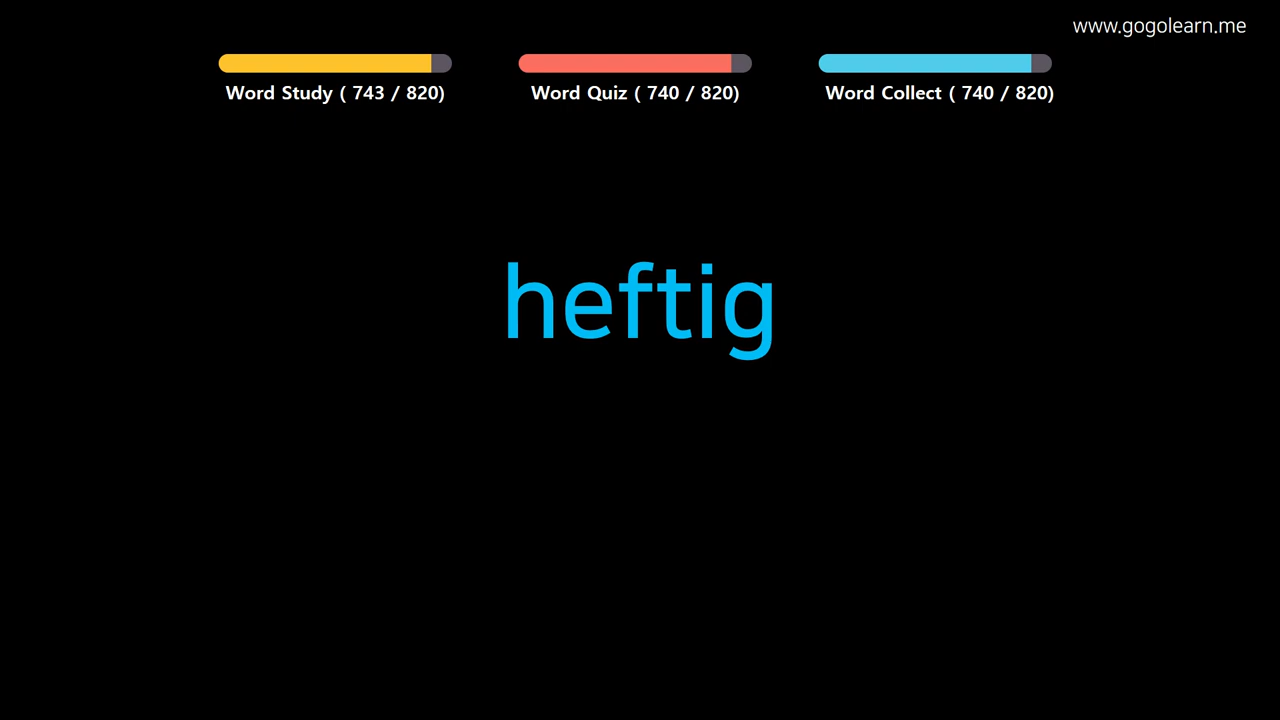 www.gogolearn.me
Word Study ( 743 / 820)
Word Quiz ( 740 / 820)
Word Collect ( 740 / 820)
heftig